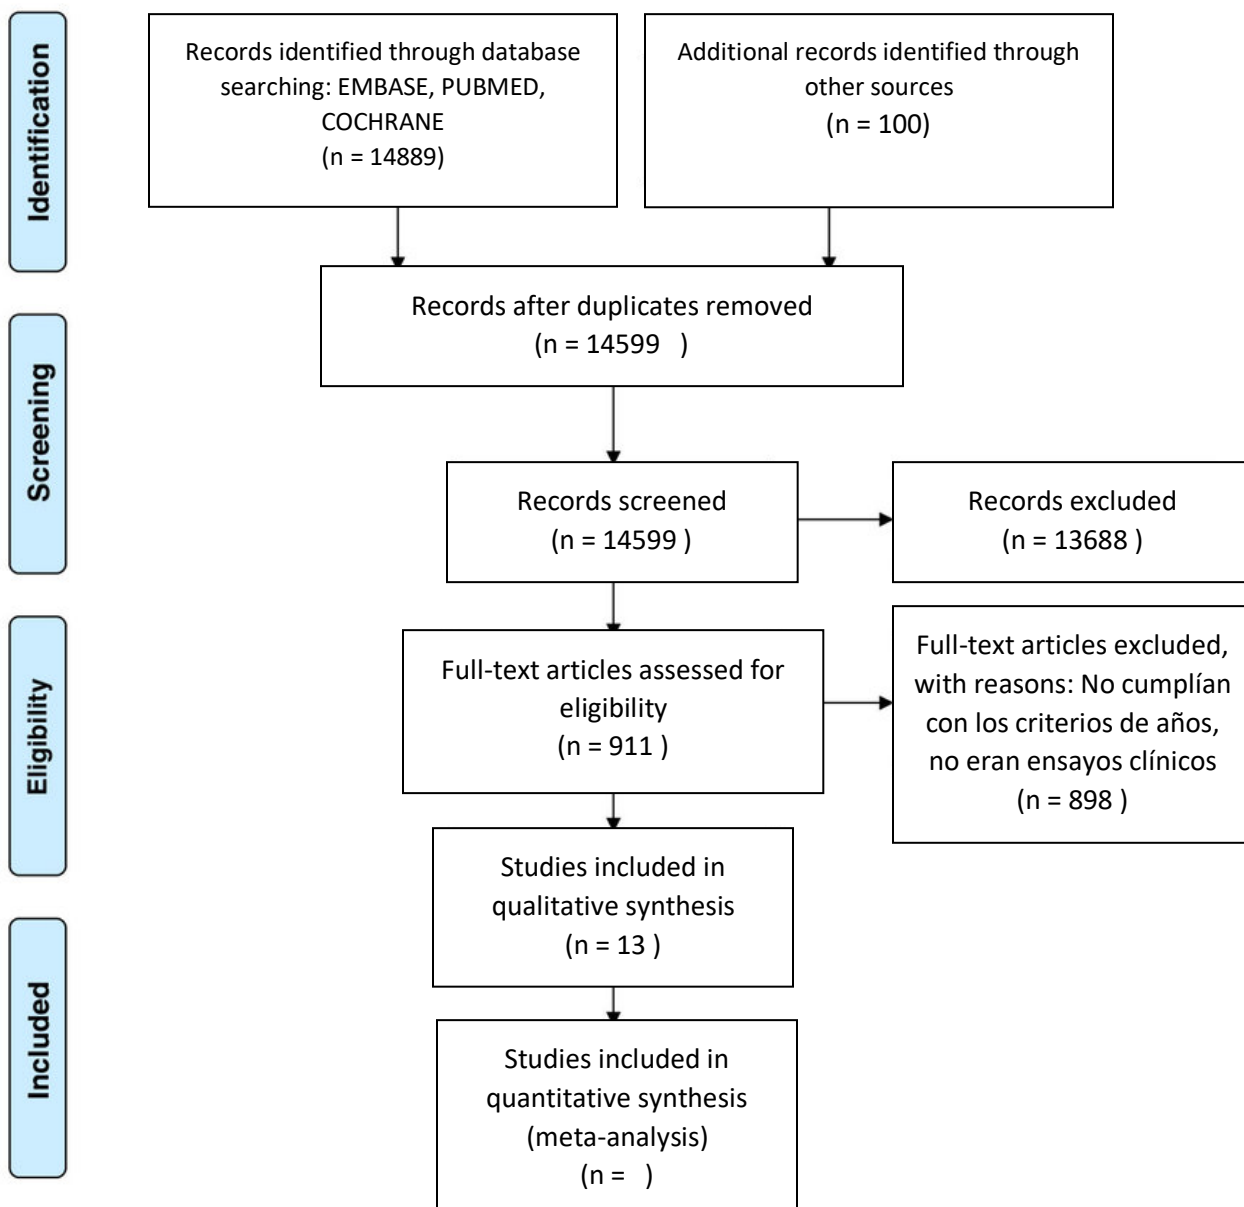 Identification
Records identified through database
searching: EMBASE, PUBMED,
COCHRANE
(n = 14889)
Additional records identified through
other sources
(n = 100)
Records after duplicates removed
(n = 14599   )
Screening
Records screened
(n = 14599 )
Records excluded
(n = 13688 )
Eligibility
Full-text articles assessed for
eligibility
(n = 911 )
Full-text articles excluded,
with reasons: No cumplían
con los criterios de años,
no eran ensayos clínicos
(n = 898 )
Studies included in
qualitative synthesis
(n = 13 )
Included
Studies included in
quantitative synthesis
(meta-analysis)
(n =   )